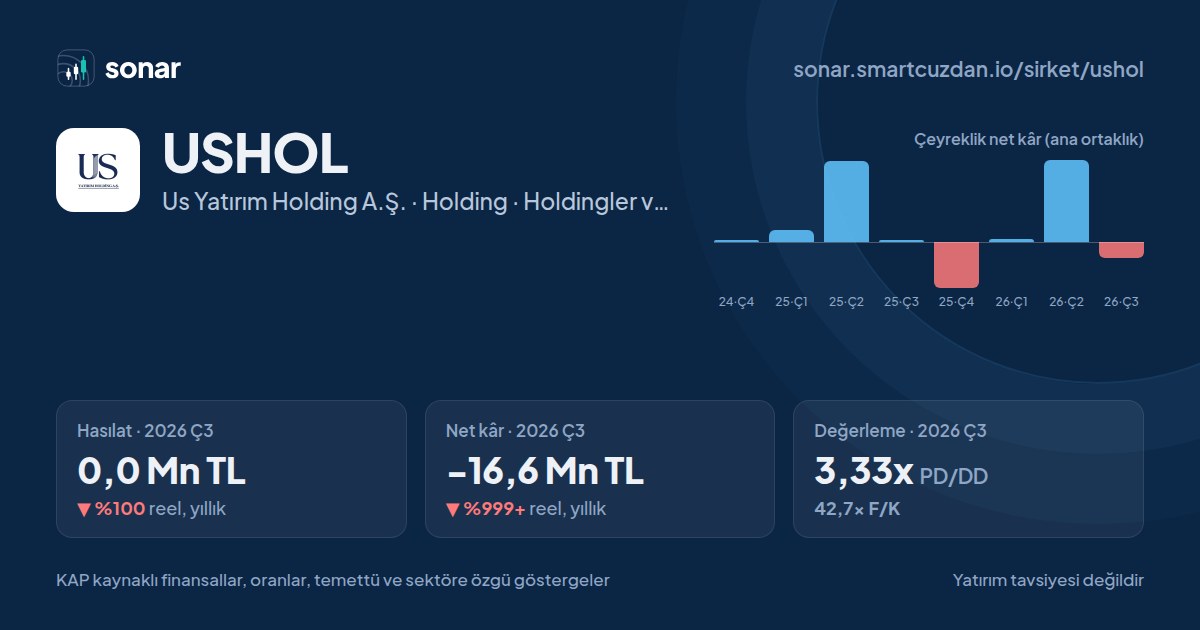 sonar
sonar.smartcuzdan.io/sirket/ushol
US
YATIRIM HOLDİNG A.Ş.
USHOL
Us Yatırım Holding A.Ş. · Holding · Holdingler v...
Çeyreklik net kâr (ana ortaklık)
24·Ç4 25·Ç1 25·Ç2 25·Ç3 25·Ç4 26·Ç1 26·Ç2 26·Ç3
Hasılat · 2026 Ç3
0,0 Mn TL
▼ %100 reel, yıllık
Net kâr · 2026 Ç3
−16,6 Mn TL
▼ %999+ reel, yıllık
Değerleme · 2026 Ç3
3,33x PD/DD
42,7× F/K
KAP kaynaklı finansallar, oranlar, temettü ve sektöre özgü göstergeler
Yatırım tavsiyesi değildir